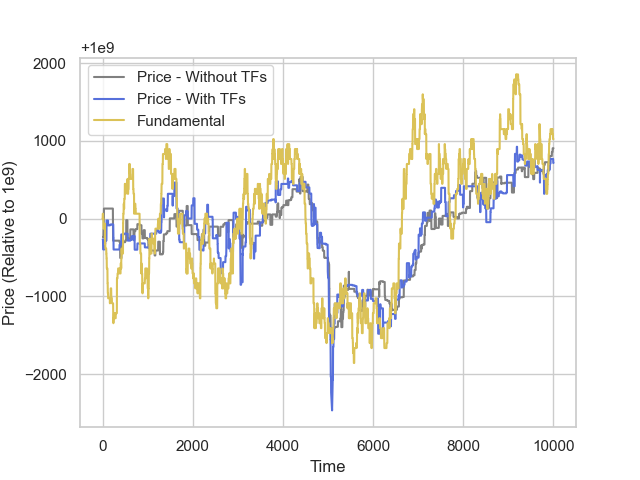 +1e9
Price - Without TFs
Price - With TFs
Fundamental
2000
1000
0
−1000
−2000
Price (Relative to 1e9)
0
2000
4000
6000
8000
10000
Time